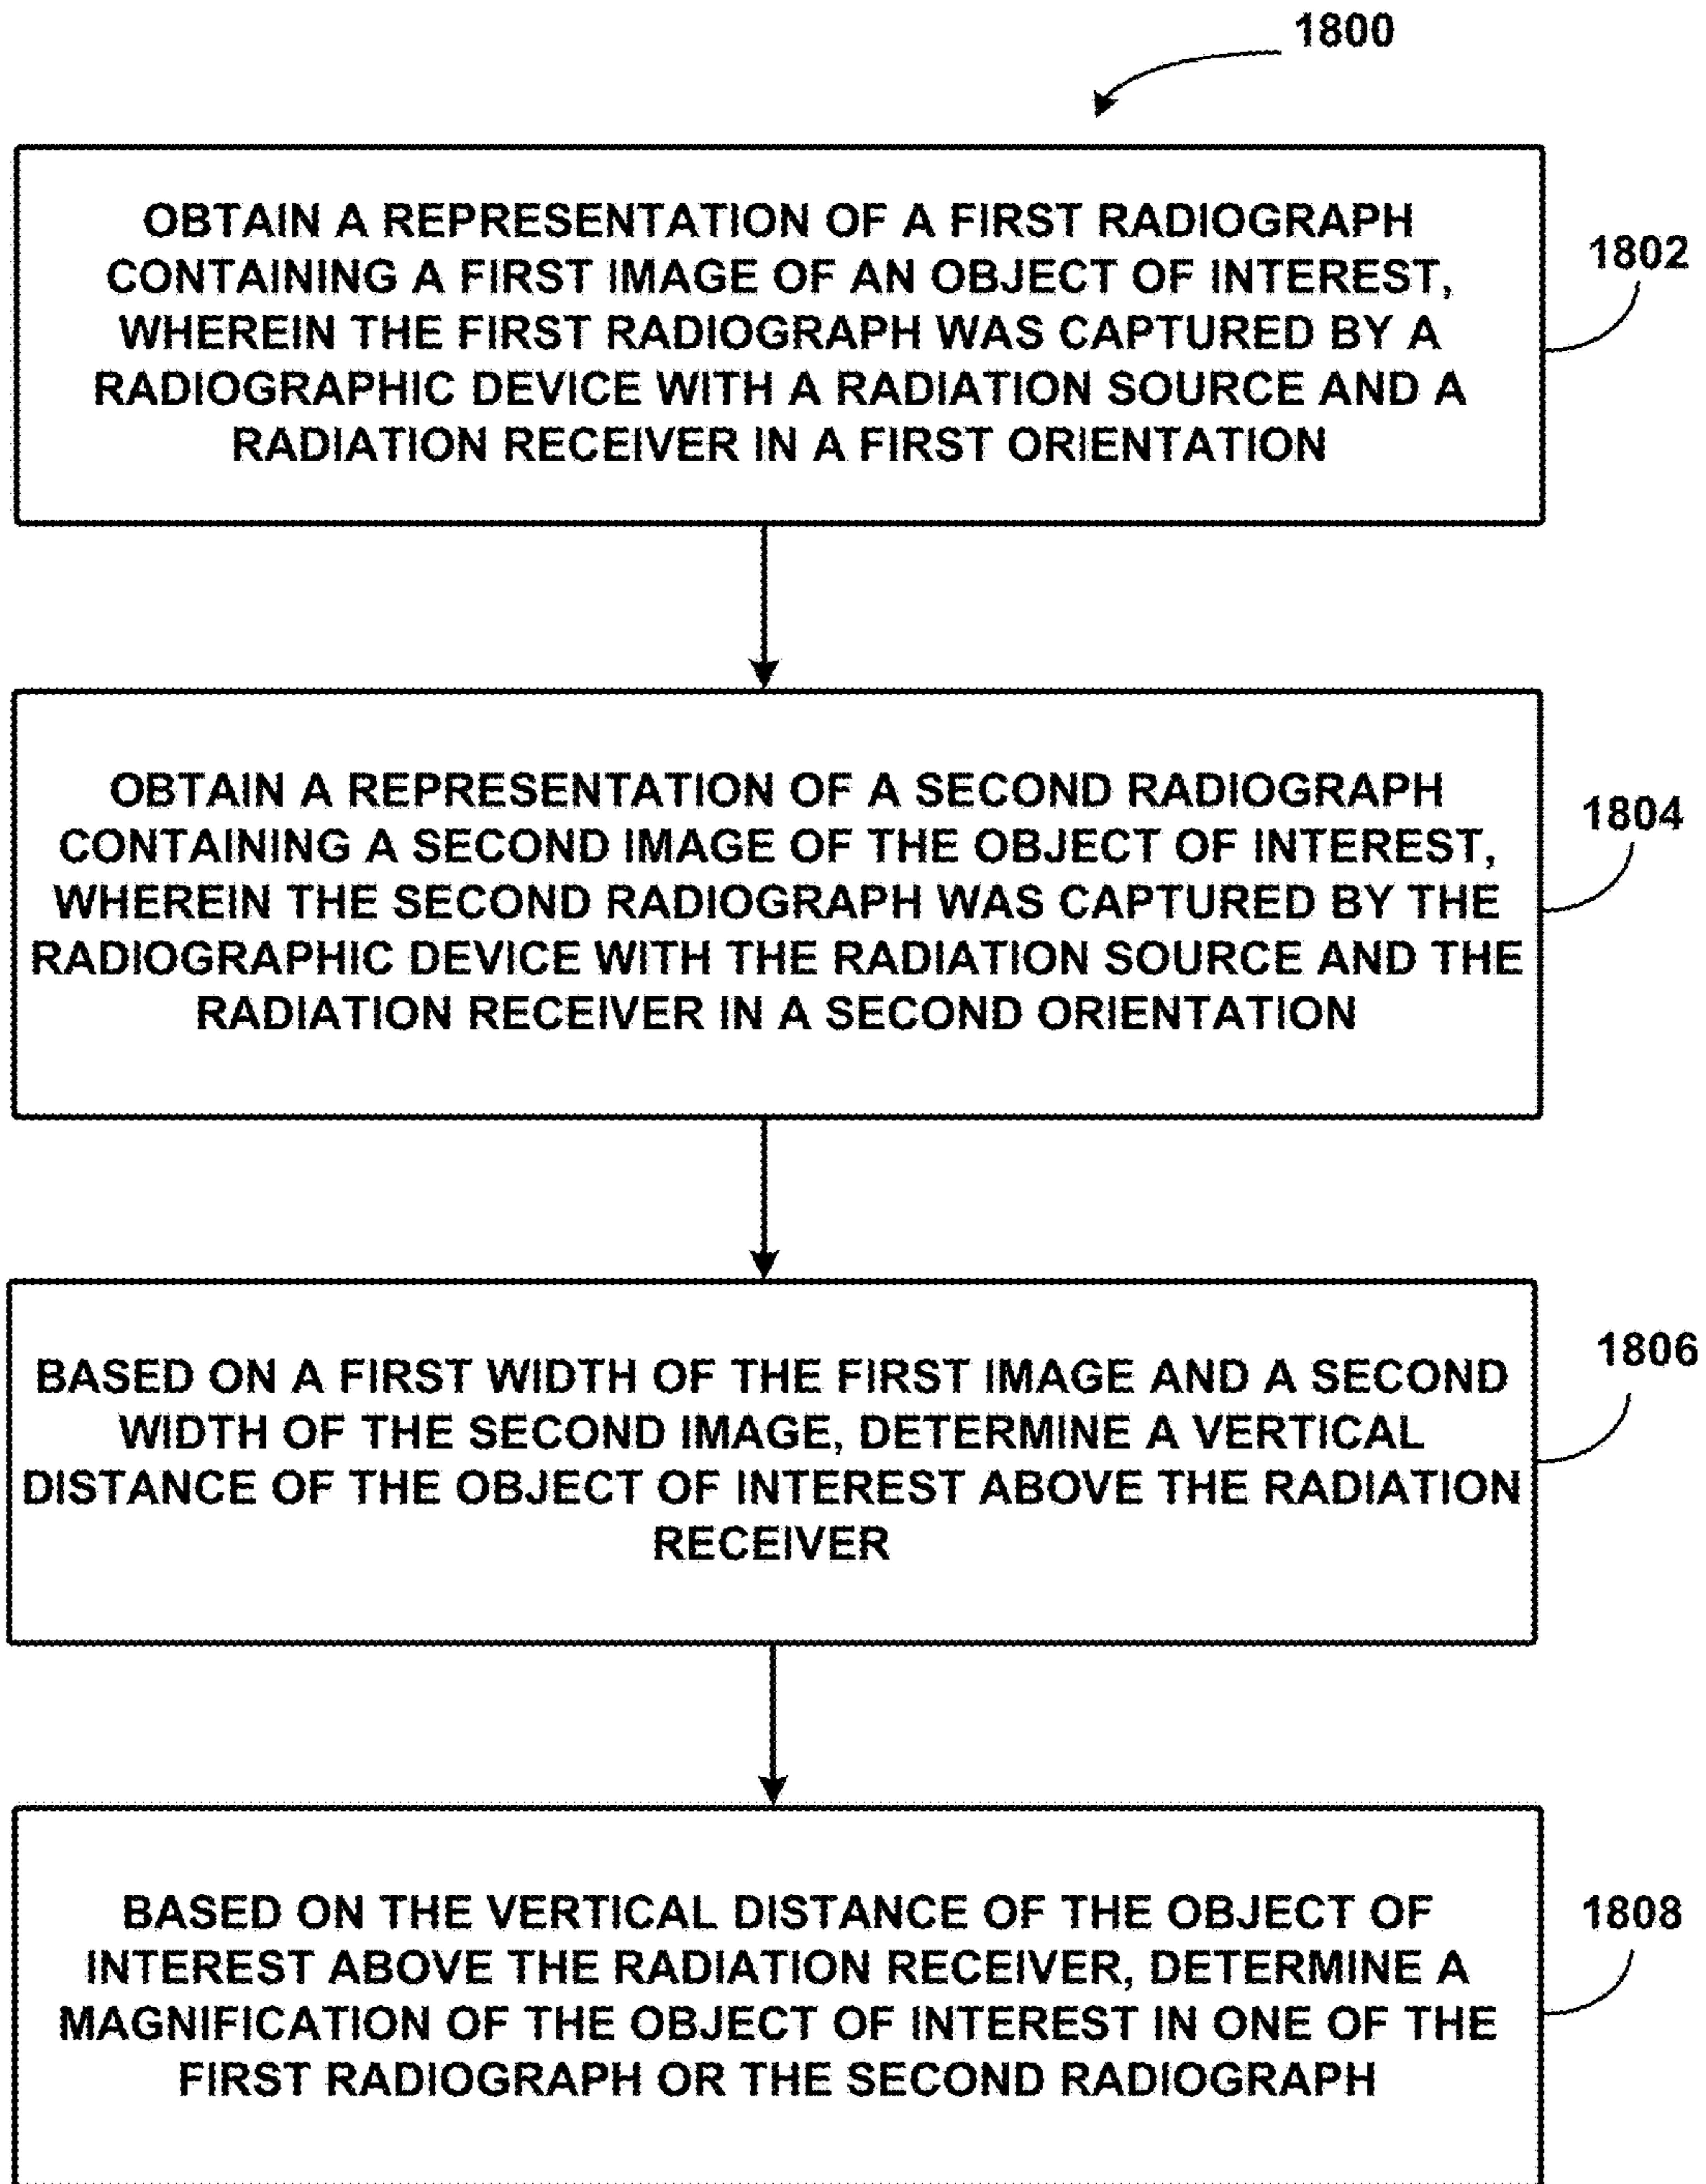 1800
OBTAIN A REPRESENTATION OF A FIRST RADIOGRAPH
CONTAINING A FIRST IMAGE OF AN OBJECT OF INTEREST,
WHEREIN THE FIRST RADIOGRAPH WAS CAPTURED BY A
RADIOGRAPHIC DEVICE WITH A RADIATION SOURCE AND A
RADIATION RECEIVER IN A FIRST ORIENTATION
1802
OBTAIN A REPRESENTATION OF A SECOND RADIOGRAPH
CONTAINING A SECOND IMAGE OF THE OBJECT OF INTEREST,
WHEREIN THE SECOND RADIOGRAPH WAS CAPTURED BY THE
RADIOGRAPHIC DEVICE WITH THE RADIATION SOURCE AND THE
RADIATION RECEIVER IN A SECOND ORIENTATION
1804
BASED ON A FIRST WIDTH OF THE FIRST IMAGE AND A SECOND
WIDTH OF THE SECOND IMAGE, DETERMINE A VERTICAL
DISTANCE OF THE OBJECT OF INTEREST ABOVE THE RADIATION
RECEIVER
1806
BASED ON THE VERTICAL DISTANCE OF THE OBJECT OF
INTEREST ABOVE THE RADIATION RECEIVER, DETERMINE A
MAGNIFICATION OF THE OBJECT OF INTEREST IN ONE OF THE
FIRST RADIOGRAPH OR THE SECOND RADIOGRAPH
1808